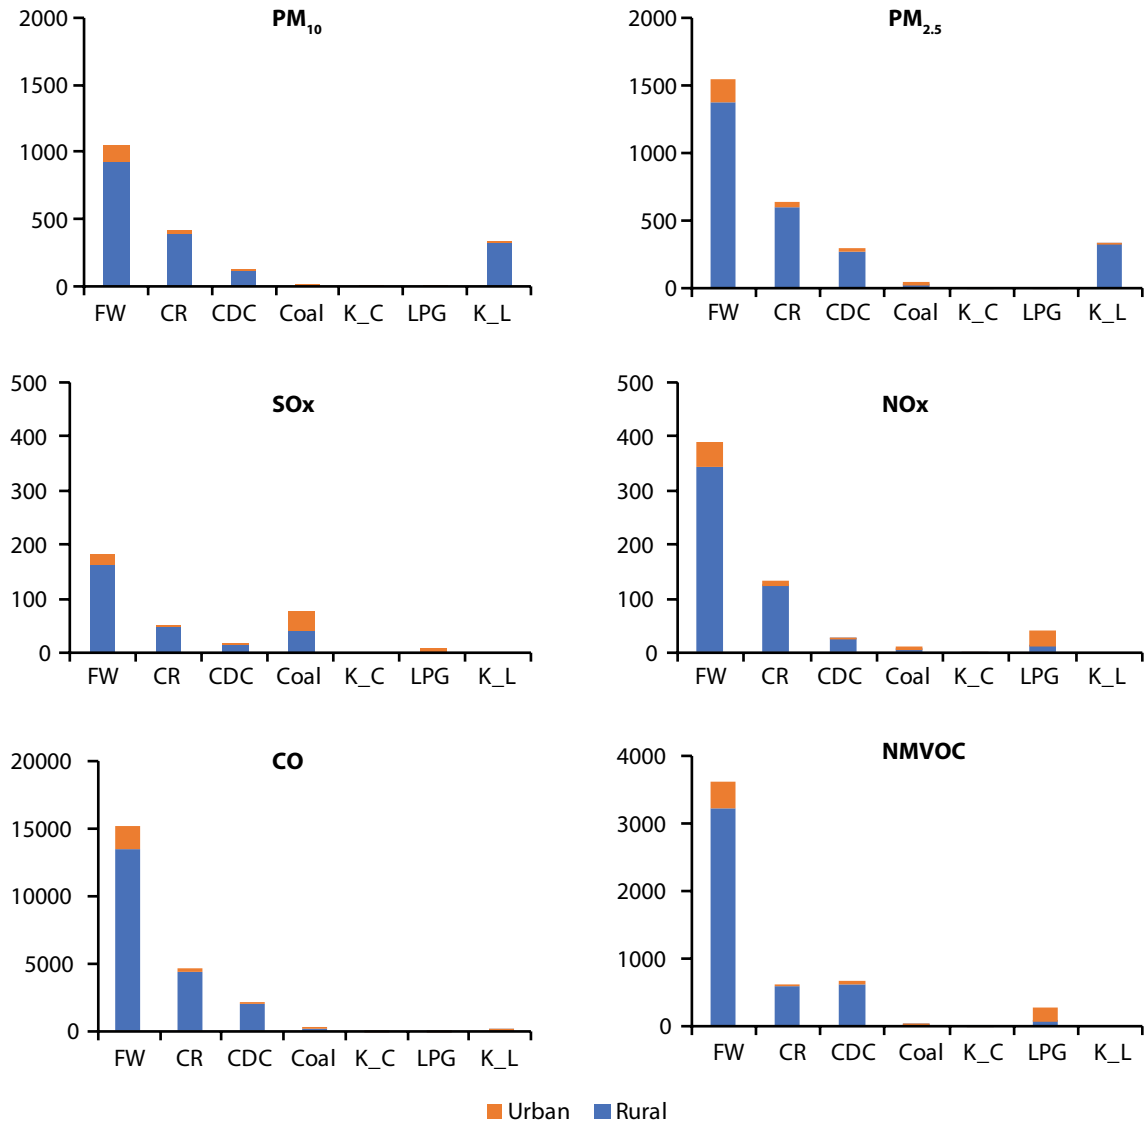 PM10
2000
1500
1000
500
0
FW CR CDC Coal K_C LPG K_L
PM2.5
2000
1500
1000
500
0
FW CR CDC Coal K_C LPG K_L
SOx
500
400
300
200
100
0
FW CR CDC Coal K_C LPG K_L
NOx
500
400
300
200
100
0
FW CR CDC Coal K_C LPG K_L
CO
20000
15000
10000
5000
0
FW CR CDC Coal K_C LPG K_L
NMVOC
4000
3000
2000
1000
0
FW CR CDC Coal K_C LPG K_L
Urban Rural